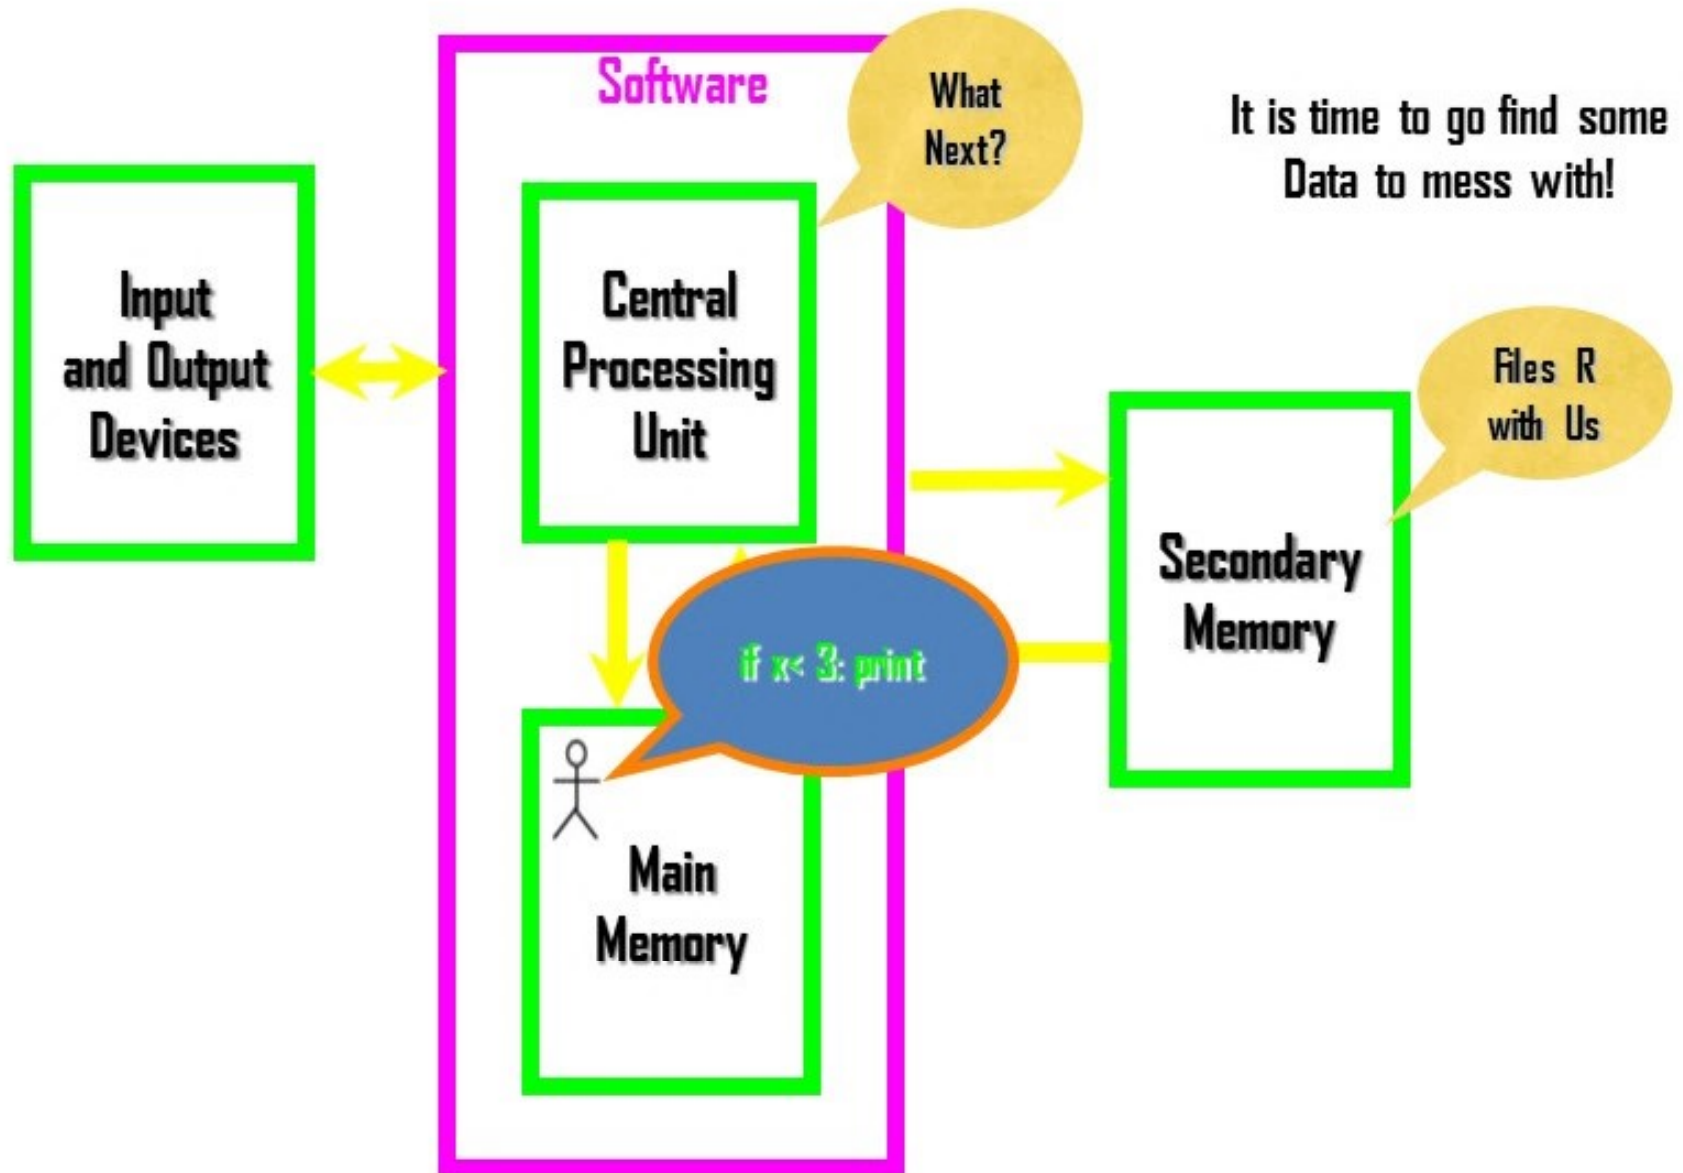 Software
What
Next?
It is time to go find some
Data to mess with!
Input
and Output
Devices
Central
Processing
Unit
Files R
with Us
Secondary
Memory
if x< 3: print
Main
Memory